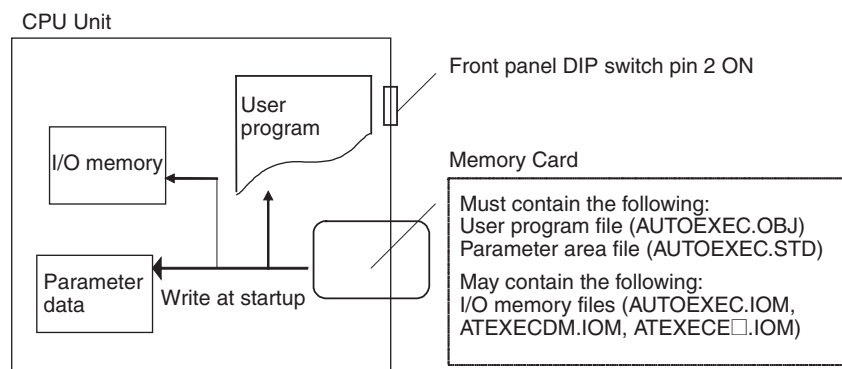 CPU Unit
Front panel DIP switch pin 2 ON
User
program
I/O memory
Memory Card
Must contain the following:
User program file (AUTOEXEC.OBJ)
Parameter area file (AUTOEXEC.STD)
May contain the following:
I/O memory files (AUTOEXEC.IOM,
ATEXECDM.IOM, ATEXECE□.IOM)
Parameter
data
Write at startup